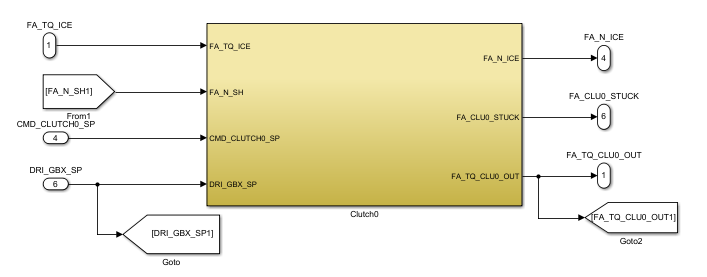 FA_TQ_ICE
1
FA_TQ_ICE
FA_N_ICE
FA_N_ICE
4
[FA_N_SH1]
From1
FA_N_SH
FA_CLU0_STUCK
FA_CLU0_STUCK
6
CMD_CLUTCH0_SP
4
CMD_CLUTCH0_SP
DRI_GBX_SP
6
DRI_GBX_SP
FA_TQ_CLU0_OUT
FA_TQ_CLU0_OUT
1
Clutch0
[DRI_GBX_SP1]
Goto
[FA_TQ_CLU0_OUT1]
Goto2